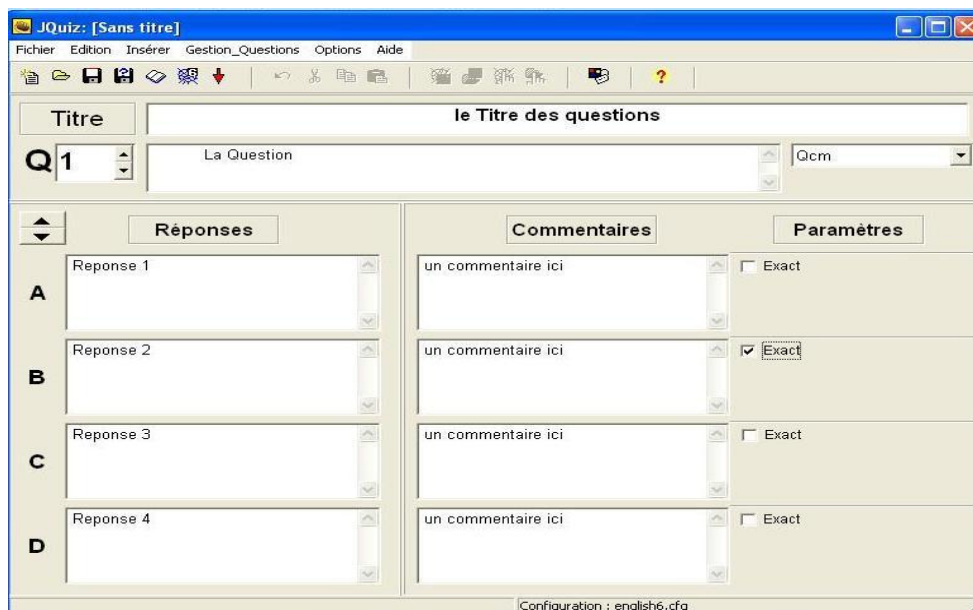 JQuiz: [Sans titre]
Fichier Edition Insérer Gestion_Questions Options Aide
?
Titre le Titre des questions
Q 1 La Question Qcm
Réponses Commentaires Paramètres
A Reponse 1 un commentaire ici Exact
B Reponse 2 un commentaire ici Exact
C Reponse 3 un commentaire ici Exact
D Reponse 4 un commentaire ici Exact
Configuration : english6.cfg